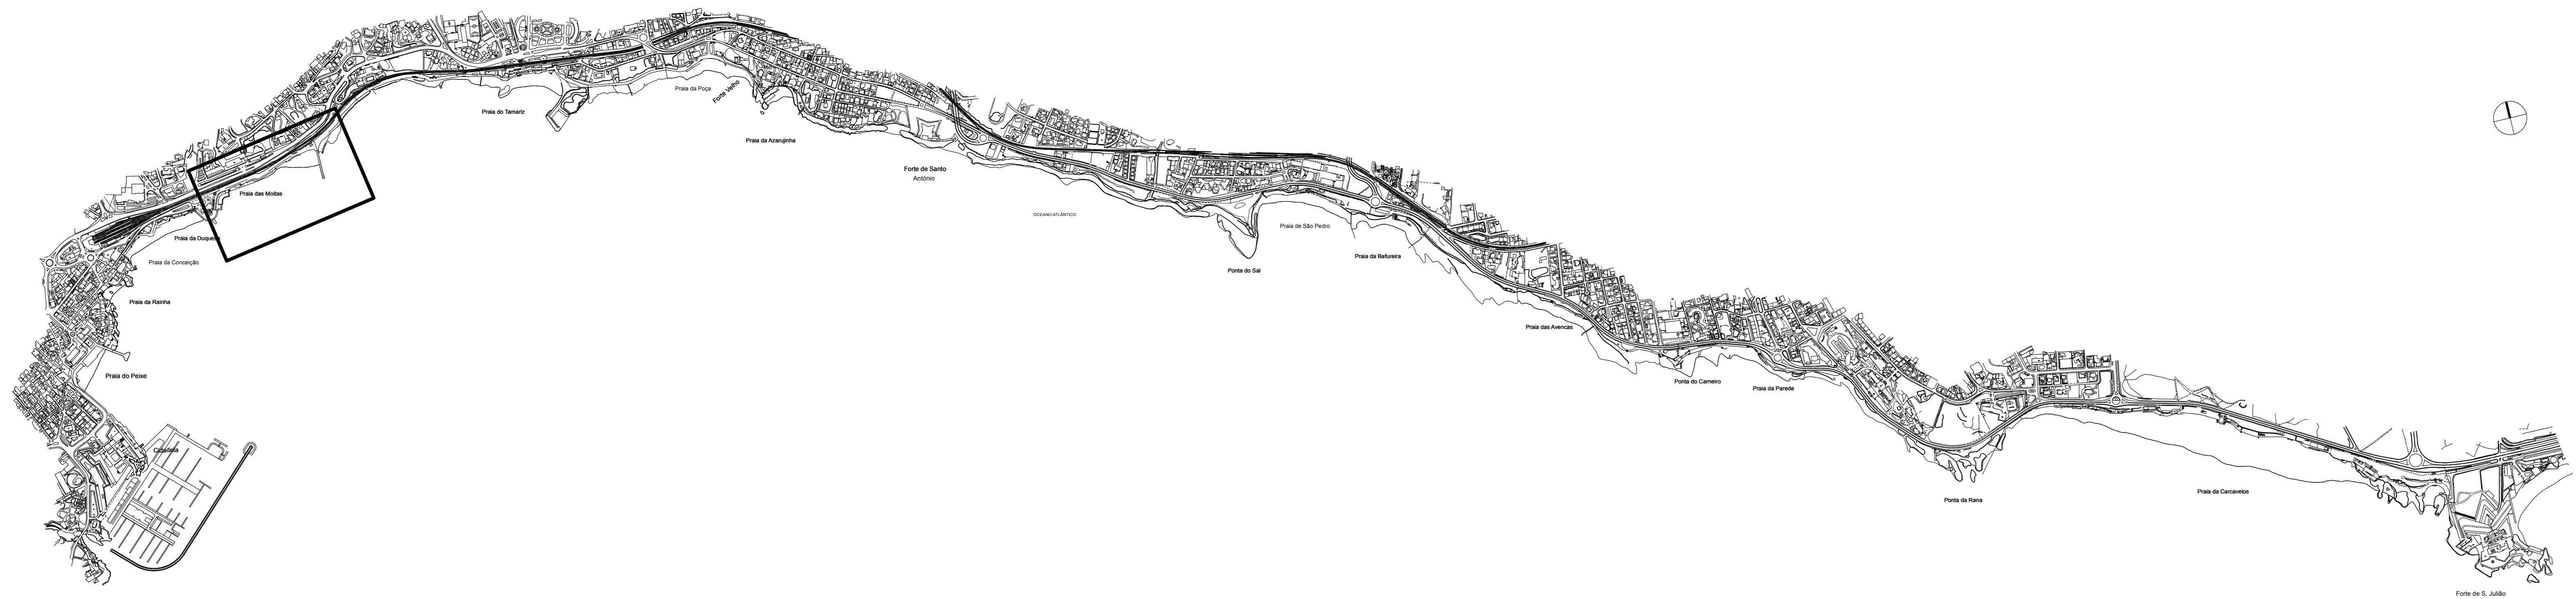 Praia da Poça
Forte Velho
Praia do Tamariz
Praia da Azarujinha
Forte de Santo
António
Praia das Moitas
OCEANO ATLÂNTICO
Praia de São Pedro
Praia da Duquesa
Praia da Bafureira
Praia da Conceição
Ponta do Sal
Praia da Rainha
Praia das Avencas
Praia do Peixe
Ponta do Carneiro
Praia da Parede
Cidadela
Praia da Carcavelos
Ponta da Rana
Forte de S. Julião